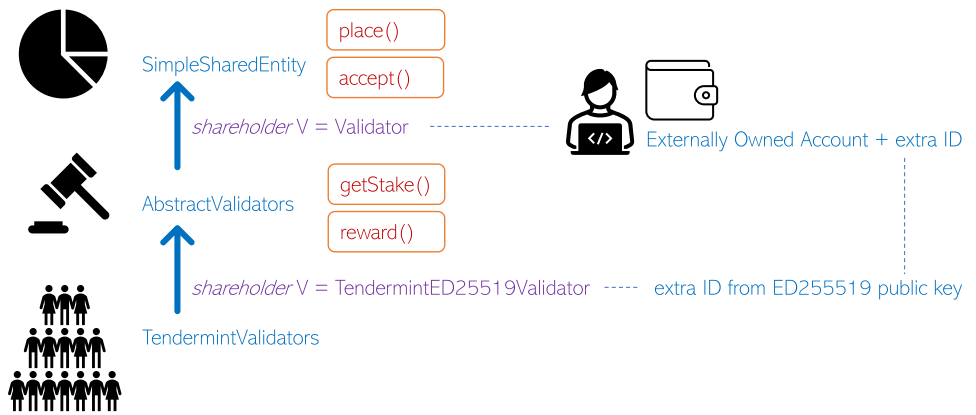 place()
SimpleSharedEntity
accept()
shareholder V = Validator
Externally Owned Account + extra ID
getStake()
AbstractValidators
reward()
shareholder V = TendermintED25519Validator
extra ID from ED255519 public key
TendermintValidators